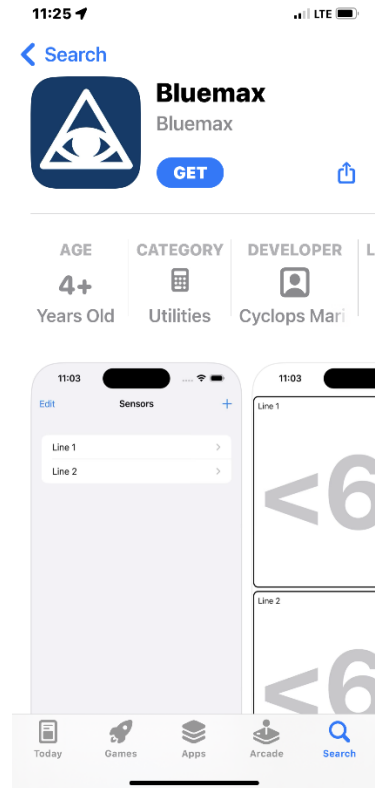 11:25
LTE
Search
Bluemax
Bluemax
GET
AGE
CATEGORY
DEVELOPER
L
4+
Years Old
Utilities
Cyclops Mari
11:03
Edit
Sensors
+
Line 1
Line 2
11:03
Line 1
<6
Line 2
<6
Today
Games
Apps
Arcade
Search